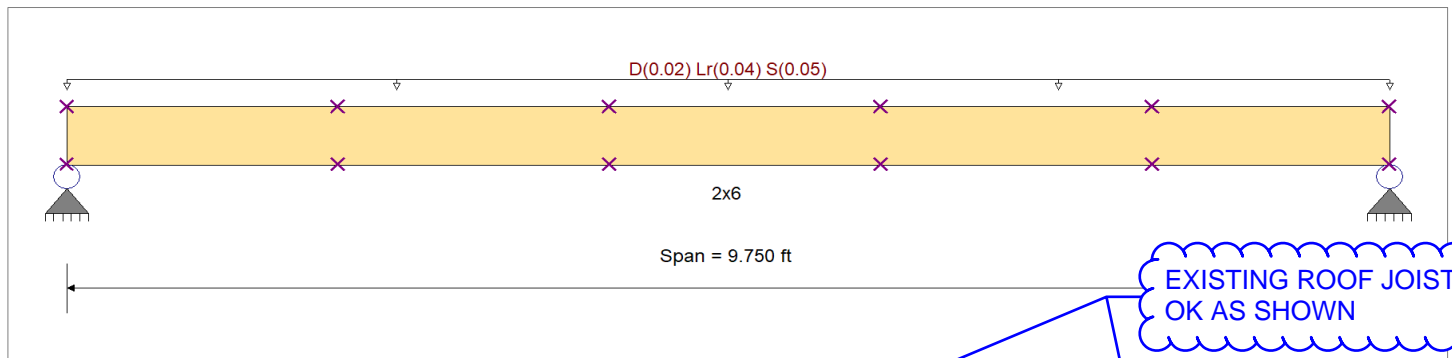 D(0.02) Lr(0.04) S(0.05)
2x6
Span = 9.750 ft
EXISTING ROOF JOIST
OK AS SHOWN